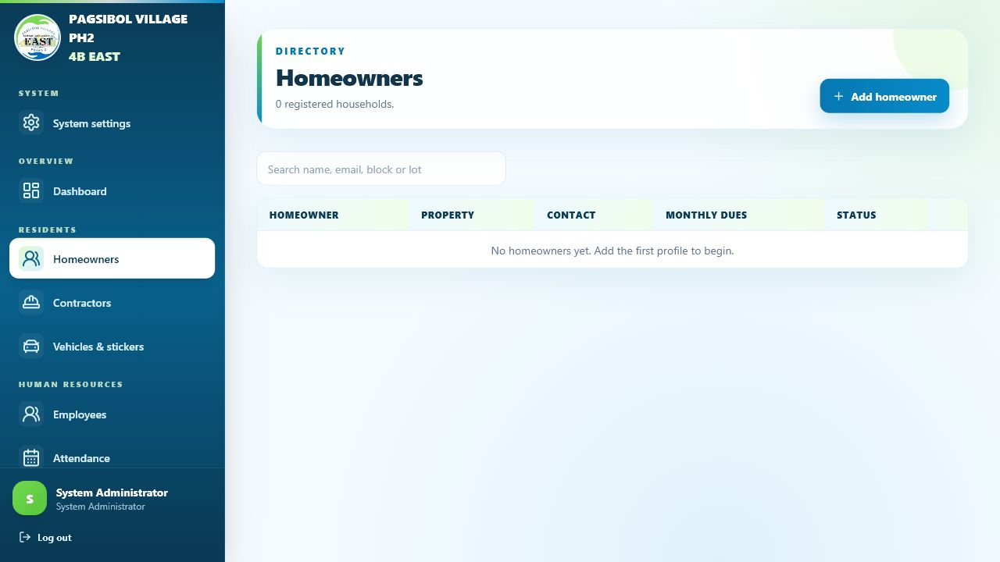 PAGSIBOL VILLAGE
PH2
4B EAST
EAST
SYSTEM
System settings
OVERVIEW
Dashboard
RESIDENTS
Homeowners
Contractors
Vehicles & stickers
HUMAN RESOURCES
Employees
Attendance
S
System Administrator
System Administrator
Log out
DIRECTORY
Homeowners
0 registered households.
+ Add homeowner
Search name, email, block or lot
HOMEOWNER PROPERTY CONTACT MONTHLY DUES STATUS
No homeowners yet. Add the first profile to begin.